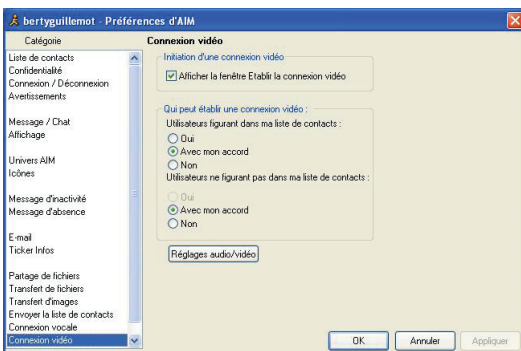 bertyguillemot - Préférences d'AIM
Catégorie
Connexion vidéo
Liste de contacts
Confidentialité
Connexion / Déconnexion
Avertissements
Message / Chat
Affichage
Univers AIM
Icônes
Message d'inactivité
Message d'absence
E-mail
Ticker Infos
Partage de fichiers
Transfert de fichiers
Transfert d'images
Envoyer la liste de contacts
Connexion vocale
Connexion vidéo
Initiation d'une connexion vidéo
Afficher la fenêtre Etablir la connexion vidéo
Qui peut établir une connexion vidéo :
Utilisateurs figurant dans ma liste de contacts :
Oui
Avec mon accord
Non
Utilisateurs ne figurant pas dans ma liste de contacts :
Oui
Avec mon accord
Non
Réglages audio/vidéo
OK
Annuler
Appliquer